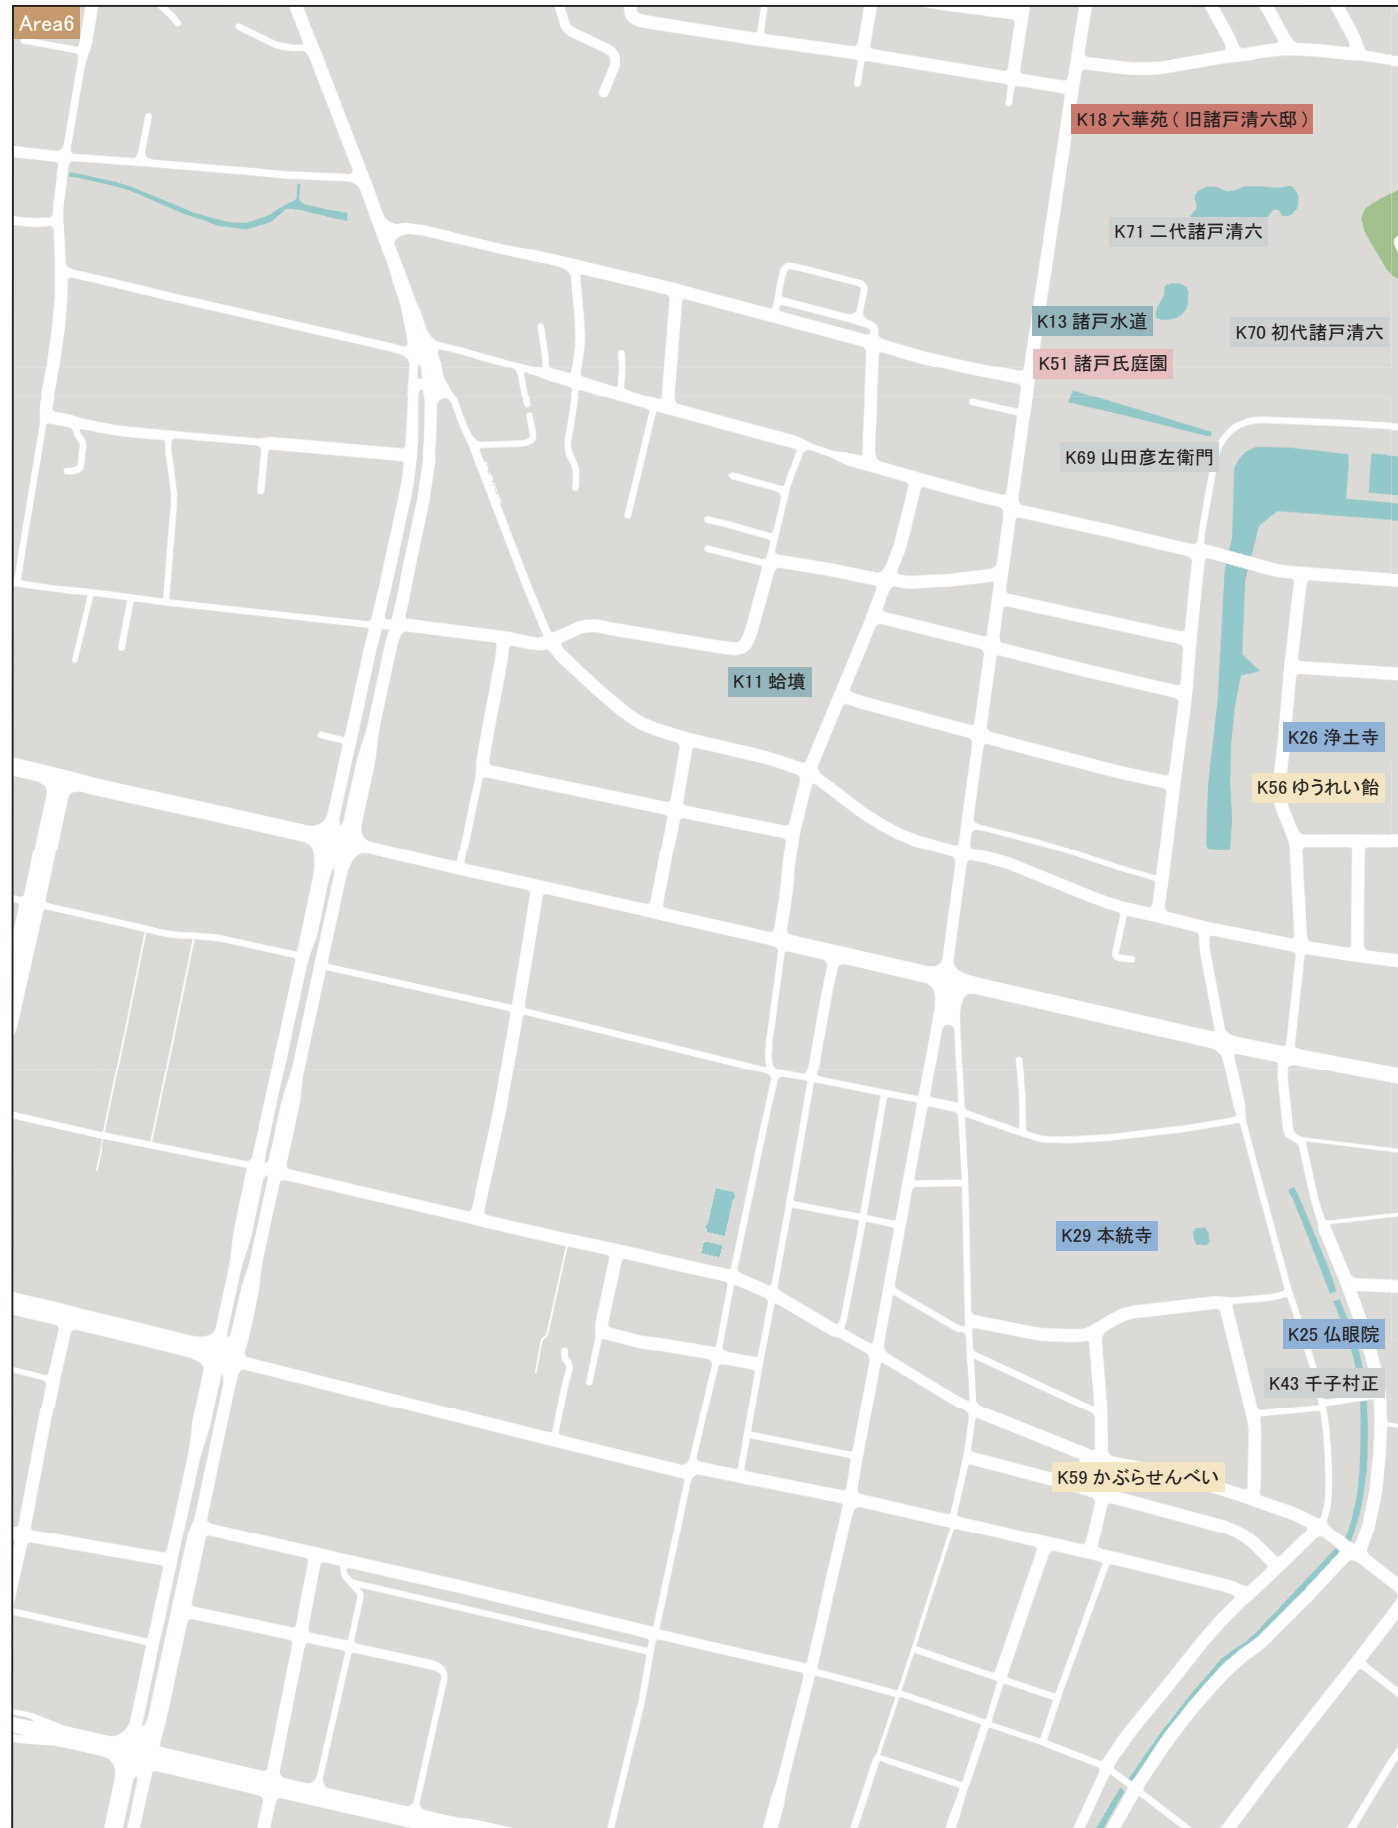 Area6
K18 六華苑 ( 旧諸戸清六邸 )
K71 二代諸戸清六
K13 諸戸水道
K70 初代諸戸清六
K51 諸戸氏庭園
K69 山田彦左衛門
K11 蛤墳
K26 浄土寺
K56 ゆうれい飴
K29 本統寺
K25 仏眼院
K43 千子村正
K59 かぶらせんべい